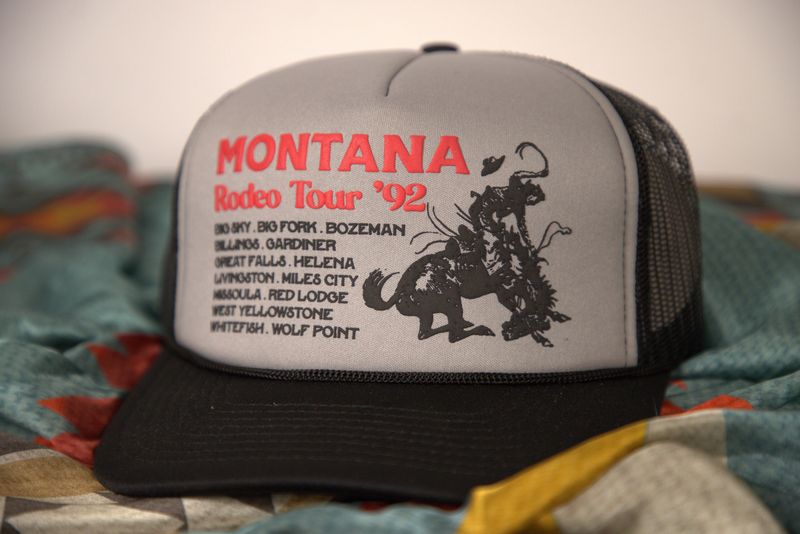 MONTANA
Rodeo Tour '92
BIG SKY . BIG FORK . BOZEMAN
BILLINGS . GARDINER
GREAT FALLS . HELENA
LIVINGSTON . MILES CITY
MISSOULA . RED LODGE
WEST YELLOWSTONE
WHITEFISH . WOLF POINT